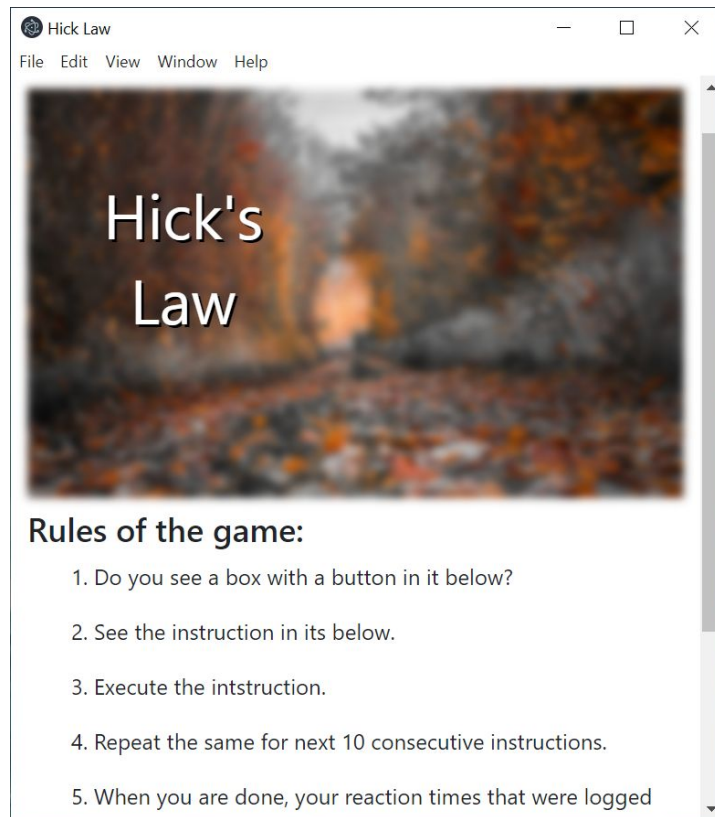 Hick Law
File Edit View Window Help
Hick's
Law
Rules of the game:
1. Do you see a box with a button in it below?
2. See the instruction in its below.
3. Execute the intstruction.
4. Repeat the same for next 10 consecutive instructions.
5. When you are done, your reaction times that were logged